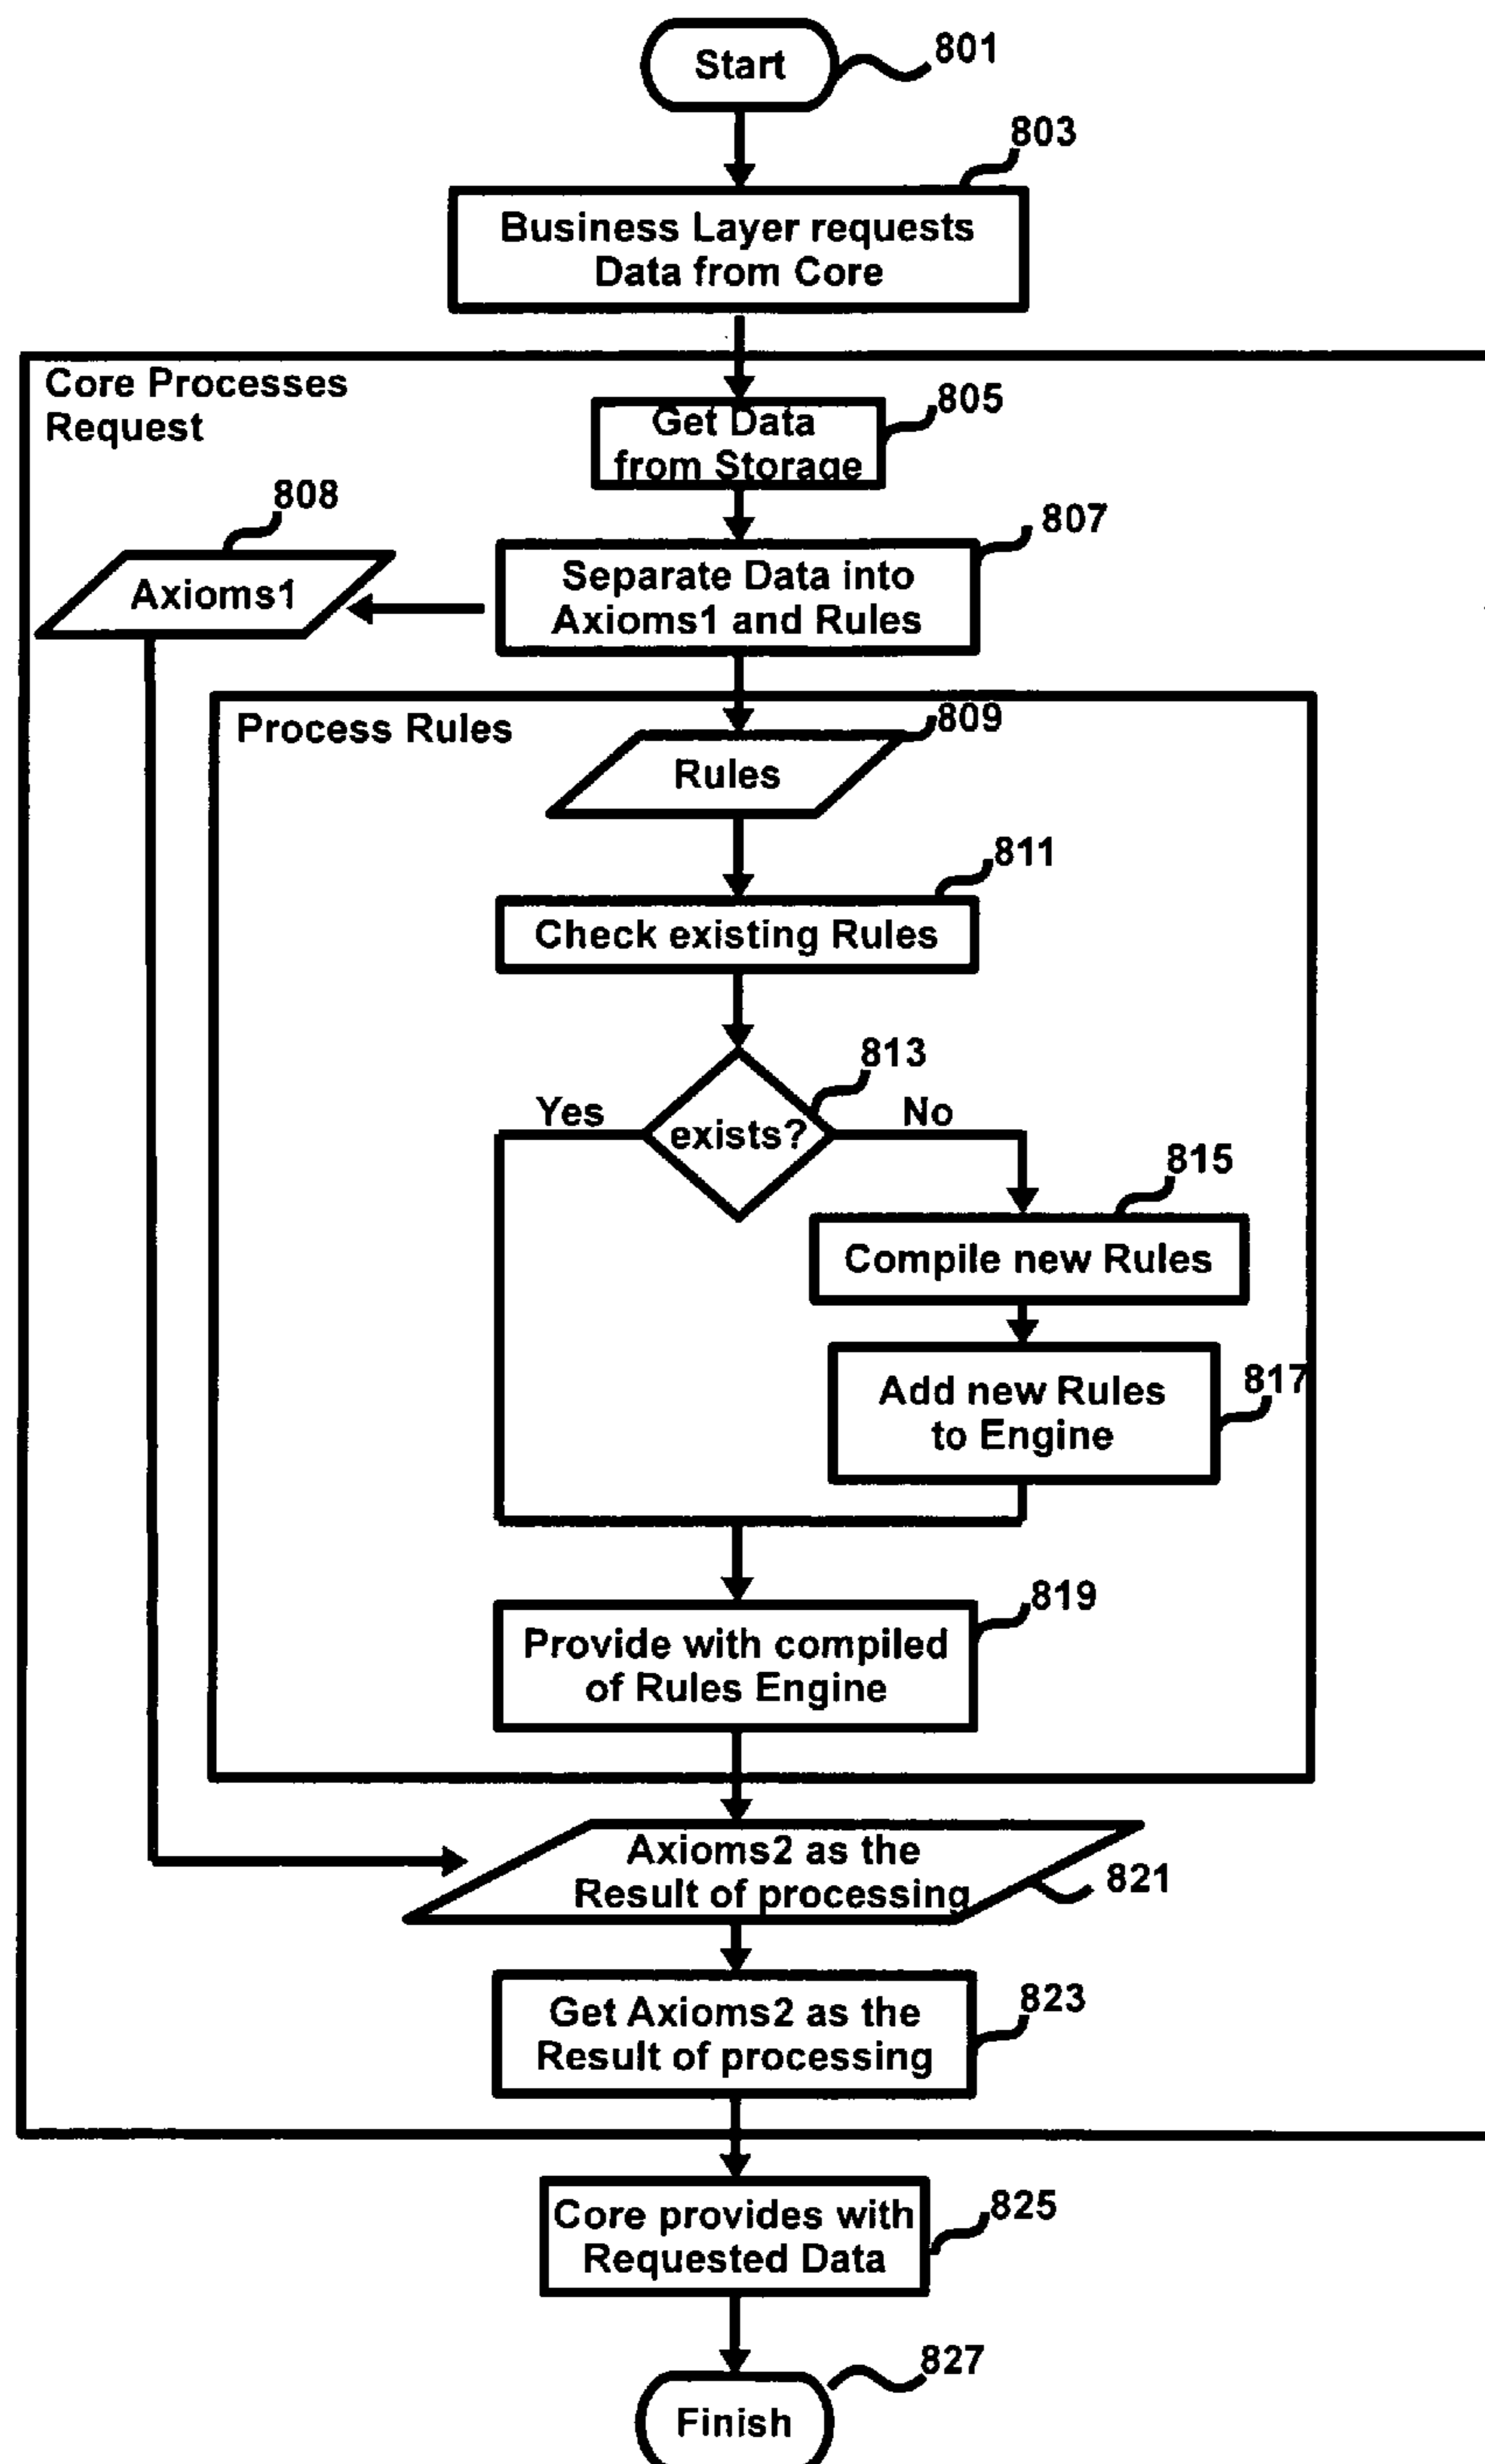 Start
801
803
Business Layer requests
Data from Core
Core Processes
Request
805
Get Data
from Storage
808
807
Axioms1
Separate Data into
Axioms1 and Rules
Process Rules
809
Rules
811
Check existing Rules
813
Yes
No
exists?
815
Compile new Rules
817
Add new Rules
to Engine
819
Provide with compiled
of Rules Engine
Axioms2 as the
Result of processing
821
823
Get Axioms2 as the
Result of processing
825
Core provides with
Requested Data
827
Finish